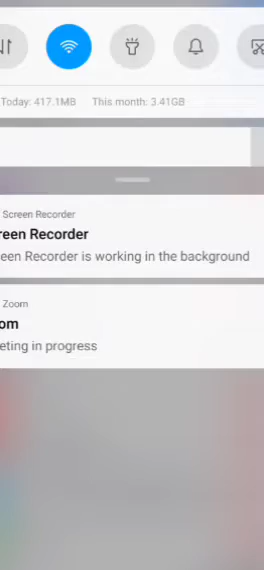 Today: 417.1MB This month: 3.41GB
Screen Recorder
reen Recorder
een Recorder is working in the background
Zoom
om
eting in progress